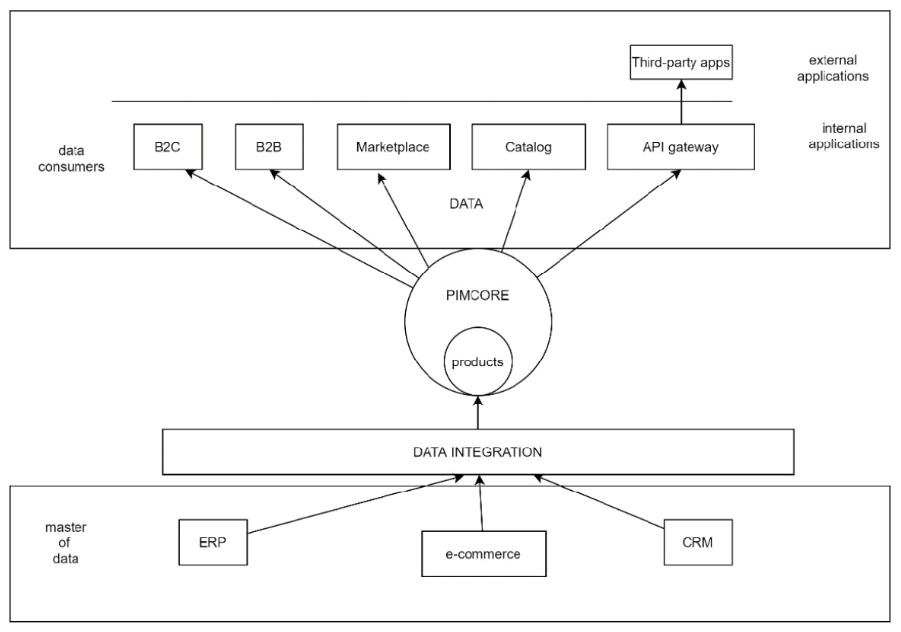 Third-party apps
external
applications
data
consumers
B2C
B2B
Marketplace
Catalog
API gateway
internal
applications
DATA
PIMCORE
products
DATA INTEGRATION
master
of
data
ERP
e-commerce
CRM